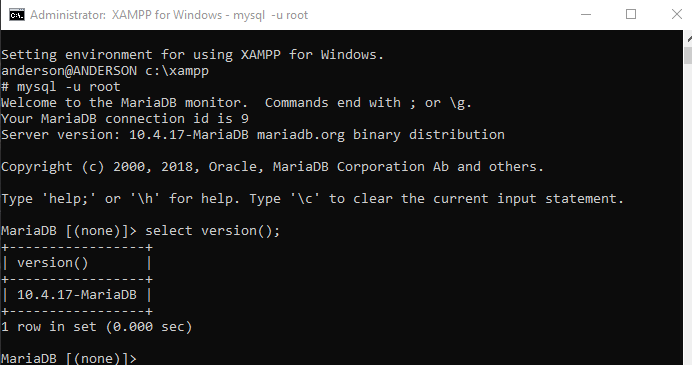 Administrator: XAMPP for Windows - mysql -u root
Setting environment for using XAMPP for Windows.
anderson@ANDERSON c:\xampp
# mysql -u root
Welcome to the MariaDB monitor.  Commands end with ; or \g.
Your MariaDB connection id is 9
Server version: 10.4.17-MariaDB mariadb.org binary distribution
Copyright (c) 2000, 2018, Oracle, MariaDB Corporation Ab and others.
Type 'help;' or '\h' for help. Type '\c' to clear the current input statement.
MariaDB [(none)]> select version();
+-----------------+
| version()       |
+-----------------+
| 10.4.17-MariaDB |
+-----------------+
1 row in set (0.000 sec)
MariaDB [(none)]>